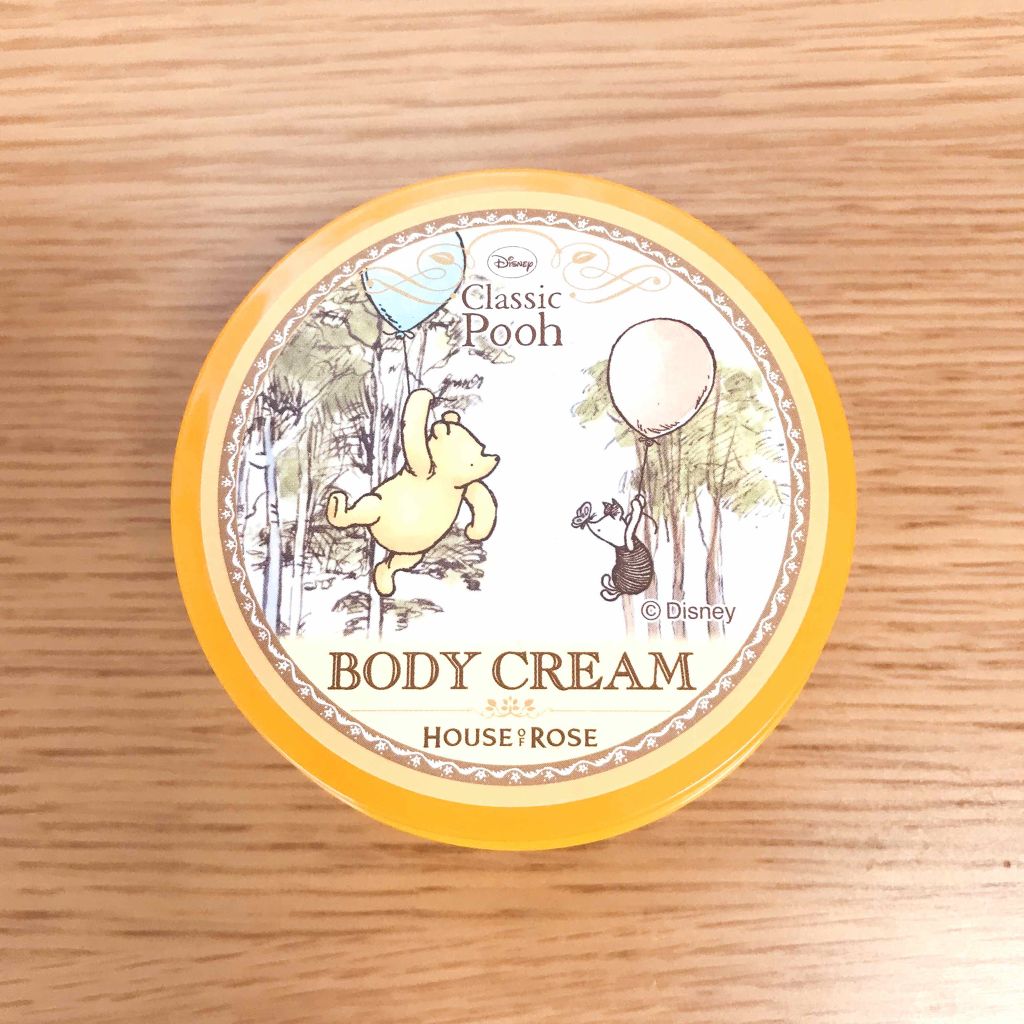 Disney
Classic
Pooh
© Disney
BODY CREAM
HOUSE OF ROSE